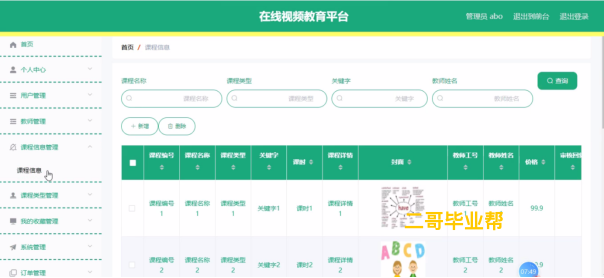 在线视频教育平台
管理员 abo
退出到前台
退出登录
首页
个人中心
用户管理
教师管理
课程信息管理
课程信息
课程类型管理
我的收藏管理
系统管理
订单管理
首页 / 课程信息
课程名称 课程类型 关键字 教师姓名
课程名称 课程类型 关键字 教师姓名 查询
+ 新增 删除
课程编号 课程名称 课程类型 关键字 课时 课程详情 封面 教师工号 教师姓名 价格 审核回复
课程编号1 课程名称1 课程类型1 关键字1 课时1 课程详情1 教师工号1 教师姓名1 99.9
二哥毕业帮
课程编号2 课程名称2 课程类型2 关键字2 课时2 课程详情2 ABCD 教师工号2 教师姓名2
07:49